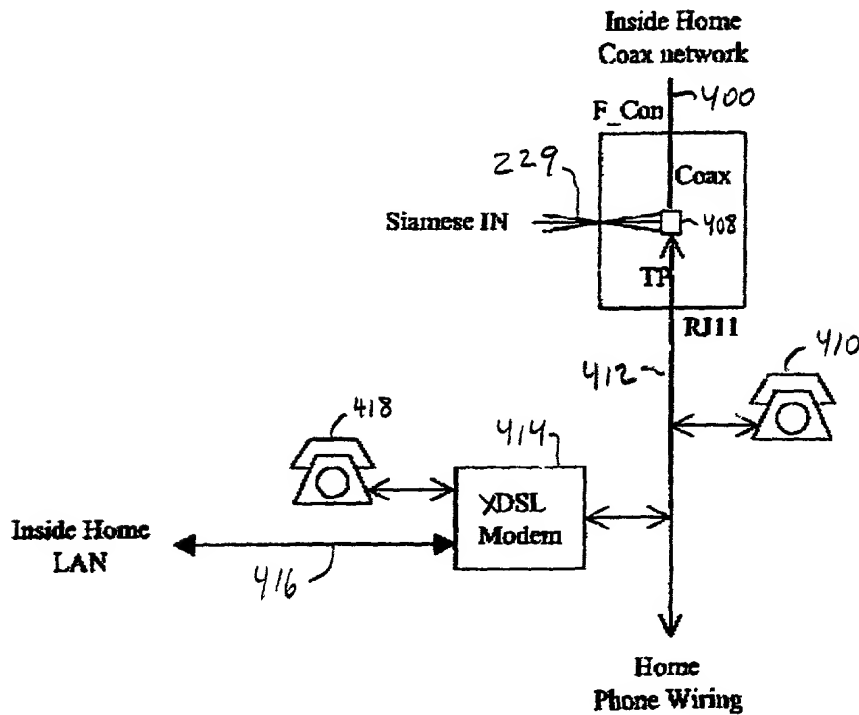 Inside Home
Coax network
400
F_Con
229
Coax
Siamese IN
408
TP
RJ11
410
412
418
414
XDSL
Modem
Inside Home
LAN
416
Home
Phone Wiring